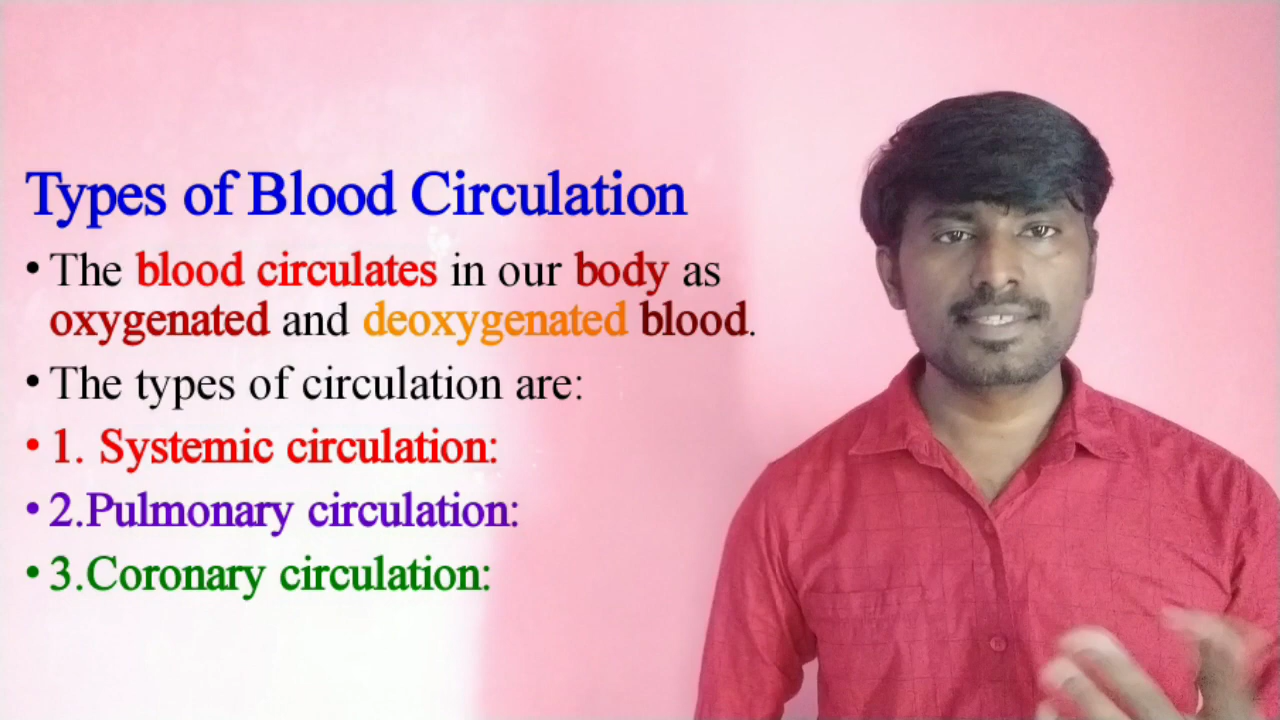 Types of Blood Circulation
• The blood circulates in our body as
oxygenated and deoxygenated blood.
• The types of circulation are:
• 1. Systemic circulation:
• 2.Pulmonary circulation:
• 3.Coronary circulation: